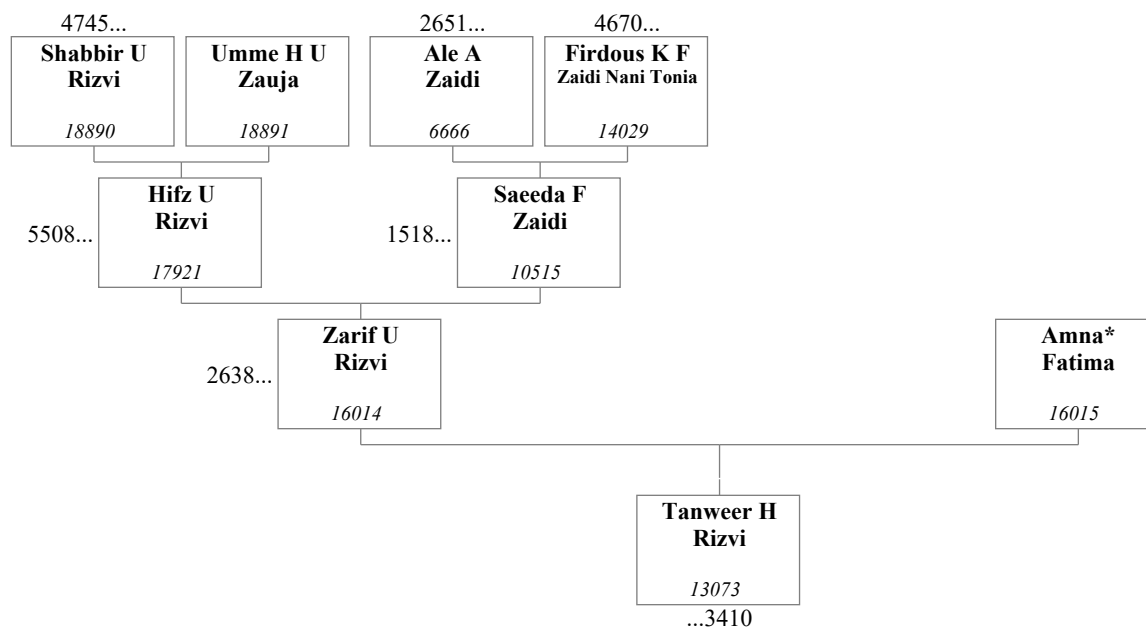 4745...
2651...
4670...
Shabbir U
Rizvi
18890
Umme H U
Zauja
18891
Ale A
Zaidi
6666
Firdous K F
Zaidi Nani Tonia
14029
5508...
Hifz U
Rizvi
17921
1518...
Saeeda F
Zaidi
10515
2638...
Zarif U
Rizvi
16014
Amna*
Fatima
16015
Tanweer H
Rizvi
13073
...3410